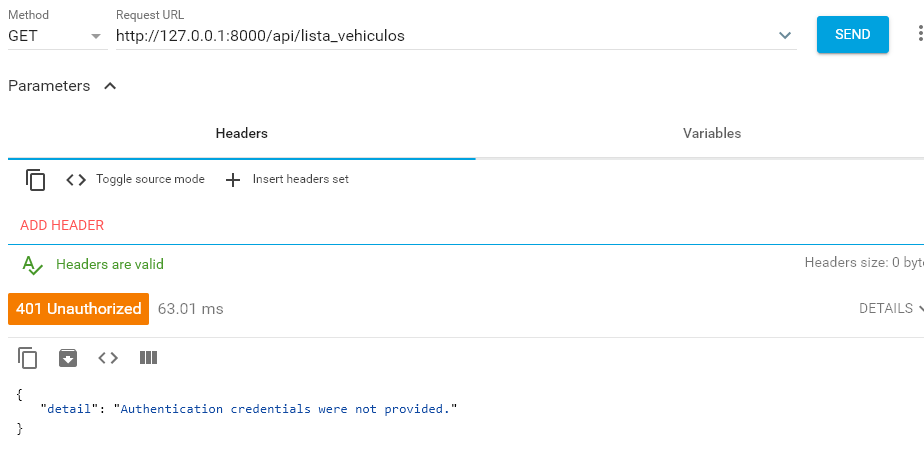 Method
Request URL
GET
http://127.0.0.1:8000/api/lista_vehiculos
SEND
Parameters
Headers
Variables
Toggle source mode
Insert headers set
ADD HEADER
Headers are valid
Headers size: 0 byte
401 Unauthorized
63.01 ms
DETAILS
{
"detail": "Authentication credentials were not provided."
}